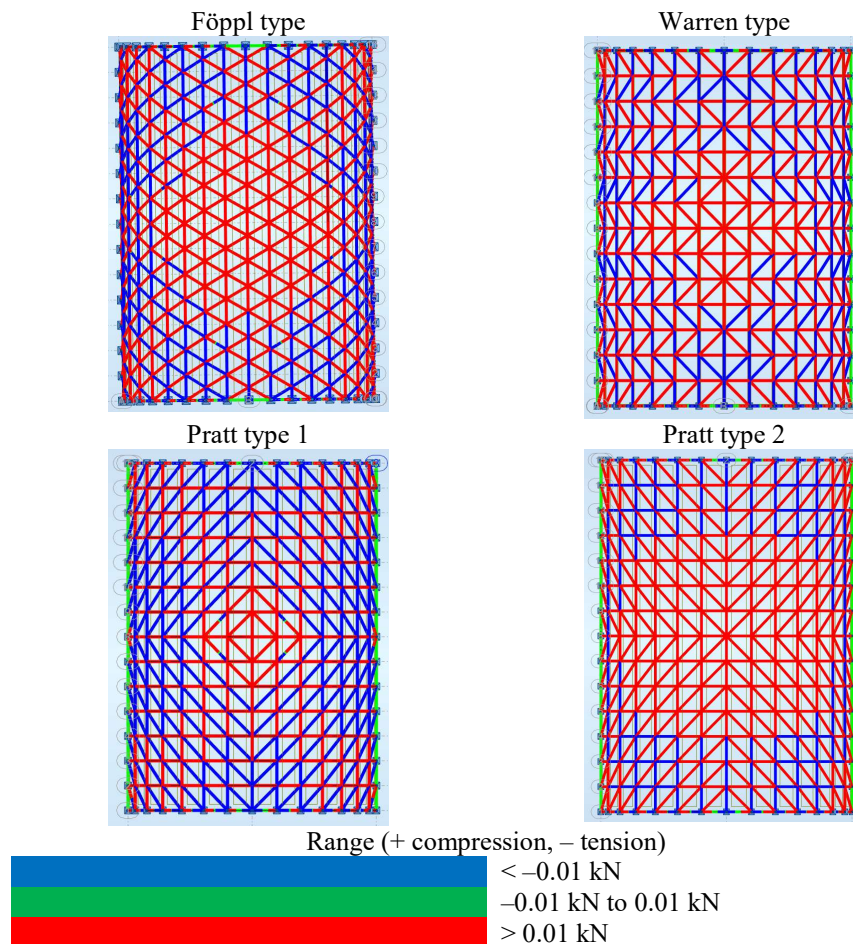 Föppl type
Warren type
Pratt type 1
Pratt type 2
Range (+ compression, – tension)
< –0.01 kN
–0.01 kN to 0.01 kN
> 0.01 kN